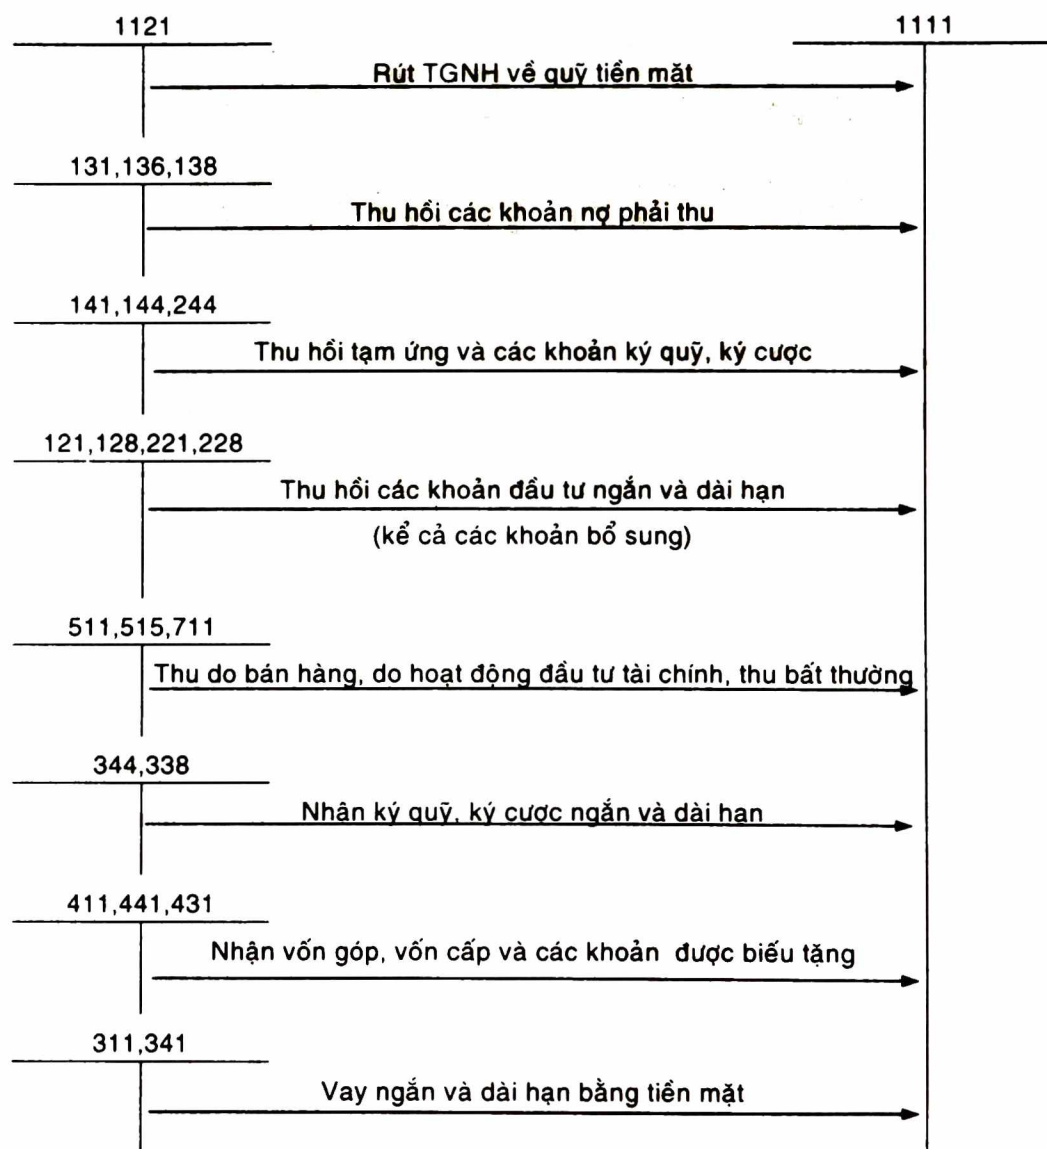 1121
1111
Rút TGNH về quỹ tiền mặt
131,136,138
Thu hồi các khoản nợ phải thu
141,144,244
Thu hồi tạm ứng và các khoản ký quỹ, ký cược
121,128,221,228
Thu hồi các khoản đầu tư ngắn và dài hạn
(kể cả các khoản bổ sung)
511,515,711
Thu do bán hàng, do hoạt động đầu tư tài chính, thu bất thường
344,338
Nhận ký quỹ, ký cược ngắn và dài hạn
411,441,431
Nhận vốn góp, vốn cấp và các khoản được biếu tặng
311,341
Vay ngắn và dài hạn bằng tiền mặt